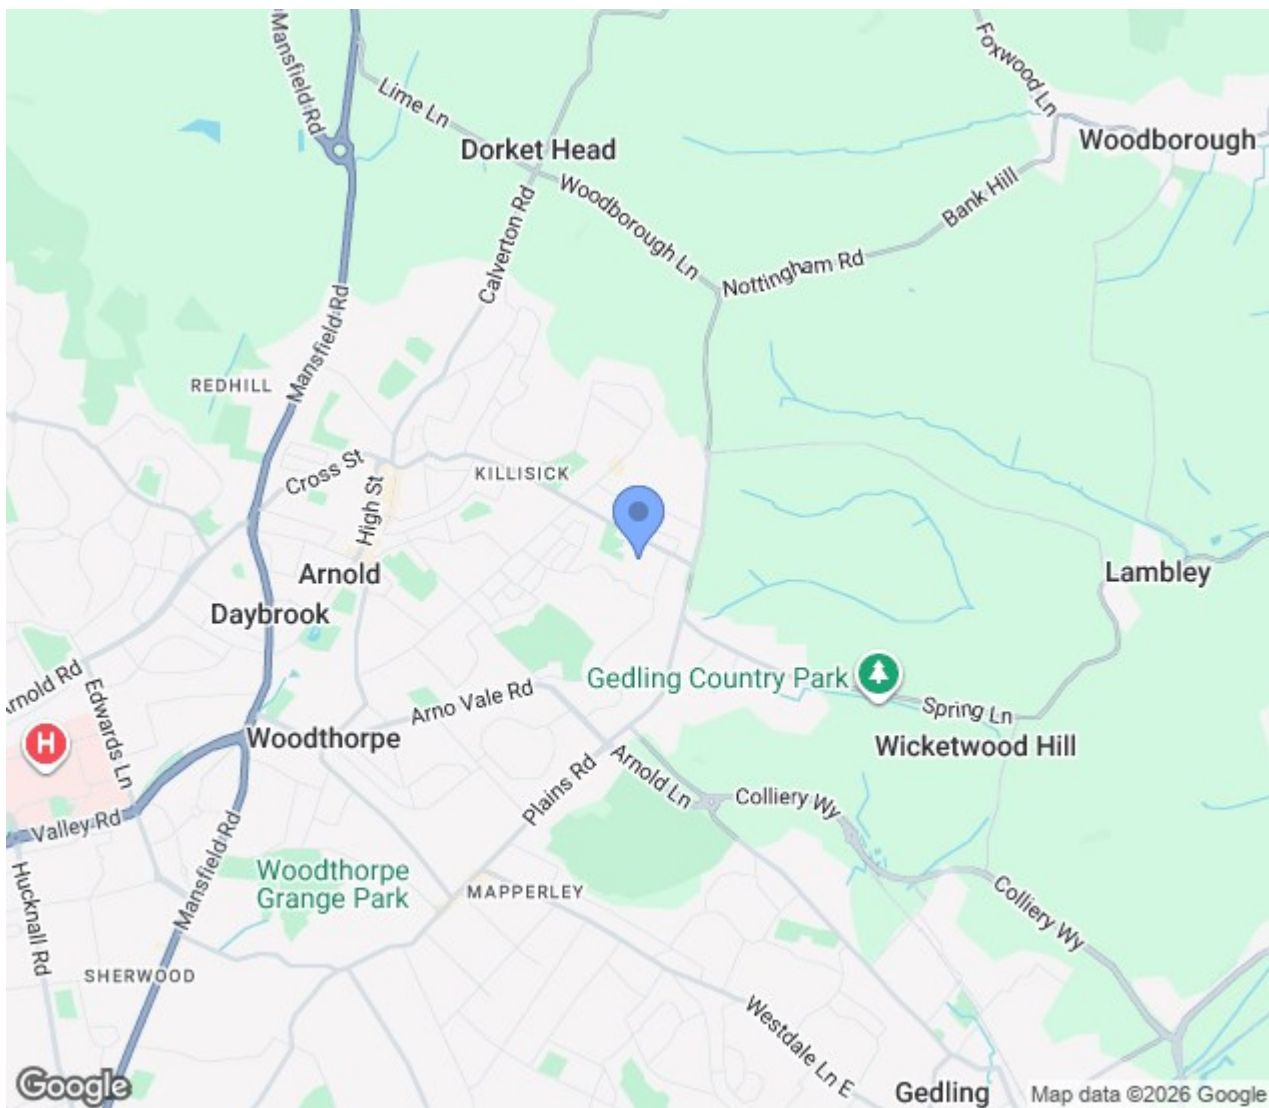 Mansfield Rd
Lime Ln
Foxwood Ln
Woodborough
Dorket Head
Woodborough Ln
Bank Hill
Calverton Rd
Nottingham Rd
Mansfield Rd
REDHILL
Cross St
KILLISICK
High St
Arnold
Lambley
Daybrook
Arnold Rd
Edwards Ln
Gedling Country Park
Arno Vale Rd
Spring Ln
H
Woodthorpe
Wicketwood Hill
Plains Rd
Arnold Ln
Colliery Wy
Valley Rd
Mansfield Rd
Woodthorpe
Grange Park
Hucknall Rd
MAPPERLEY
Colliery Wy
SHERWOOD
Westdale Ln E
Google
Gedling
Map data ©2026 Google